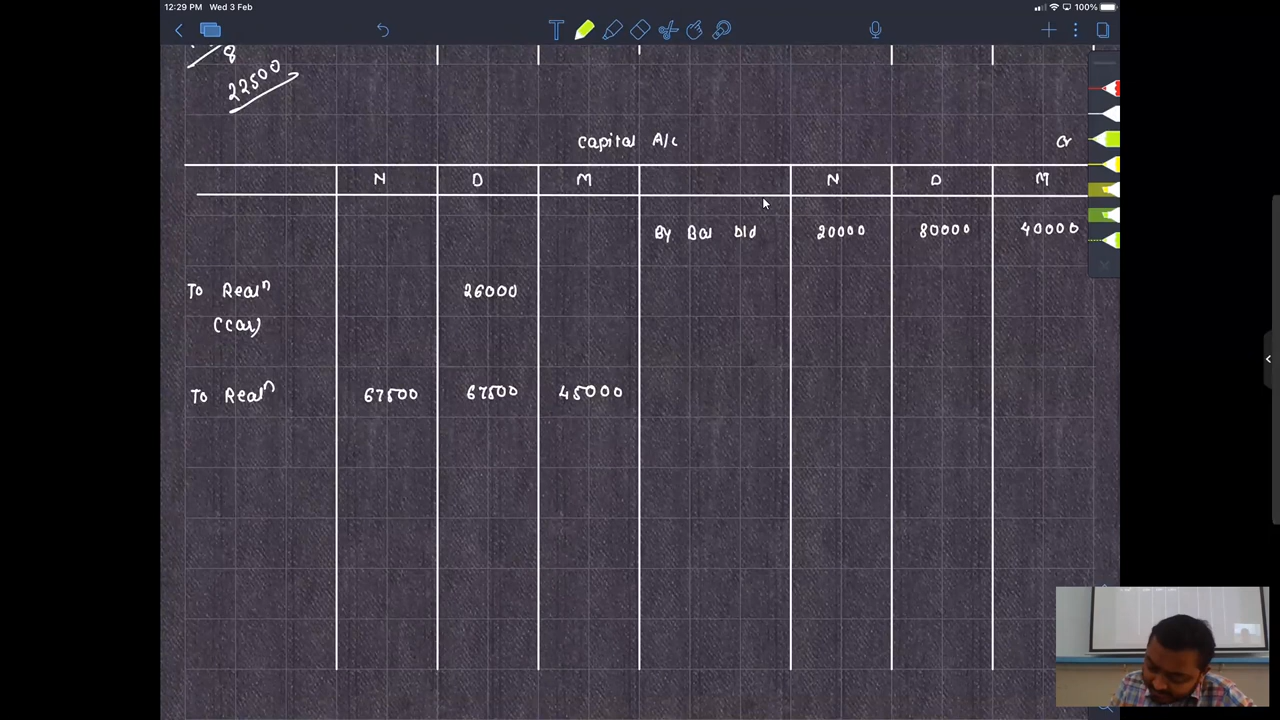 12:29 PM Wed 3 Feb 100%
8
22500
Capital A/c
Cr
N D M N D M
By Bal b/d 20000 80000 40000
To Realⁿ 26000
(Car)
To Realⁿ 67500 67500 45000